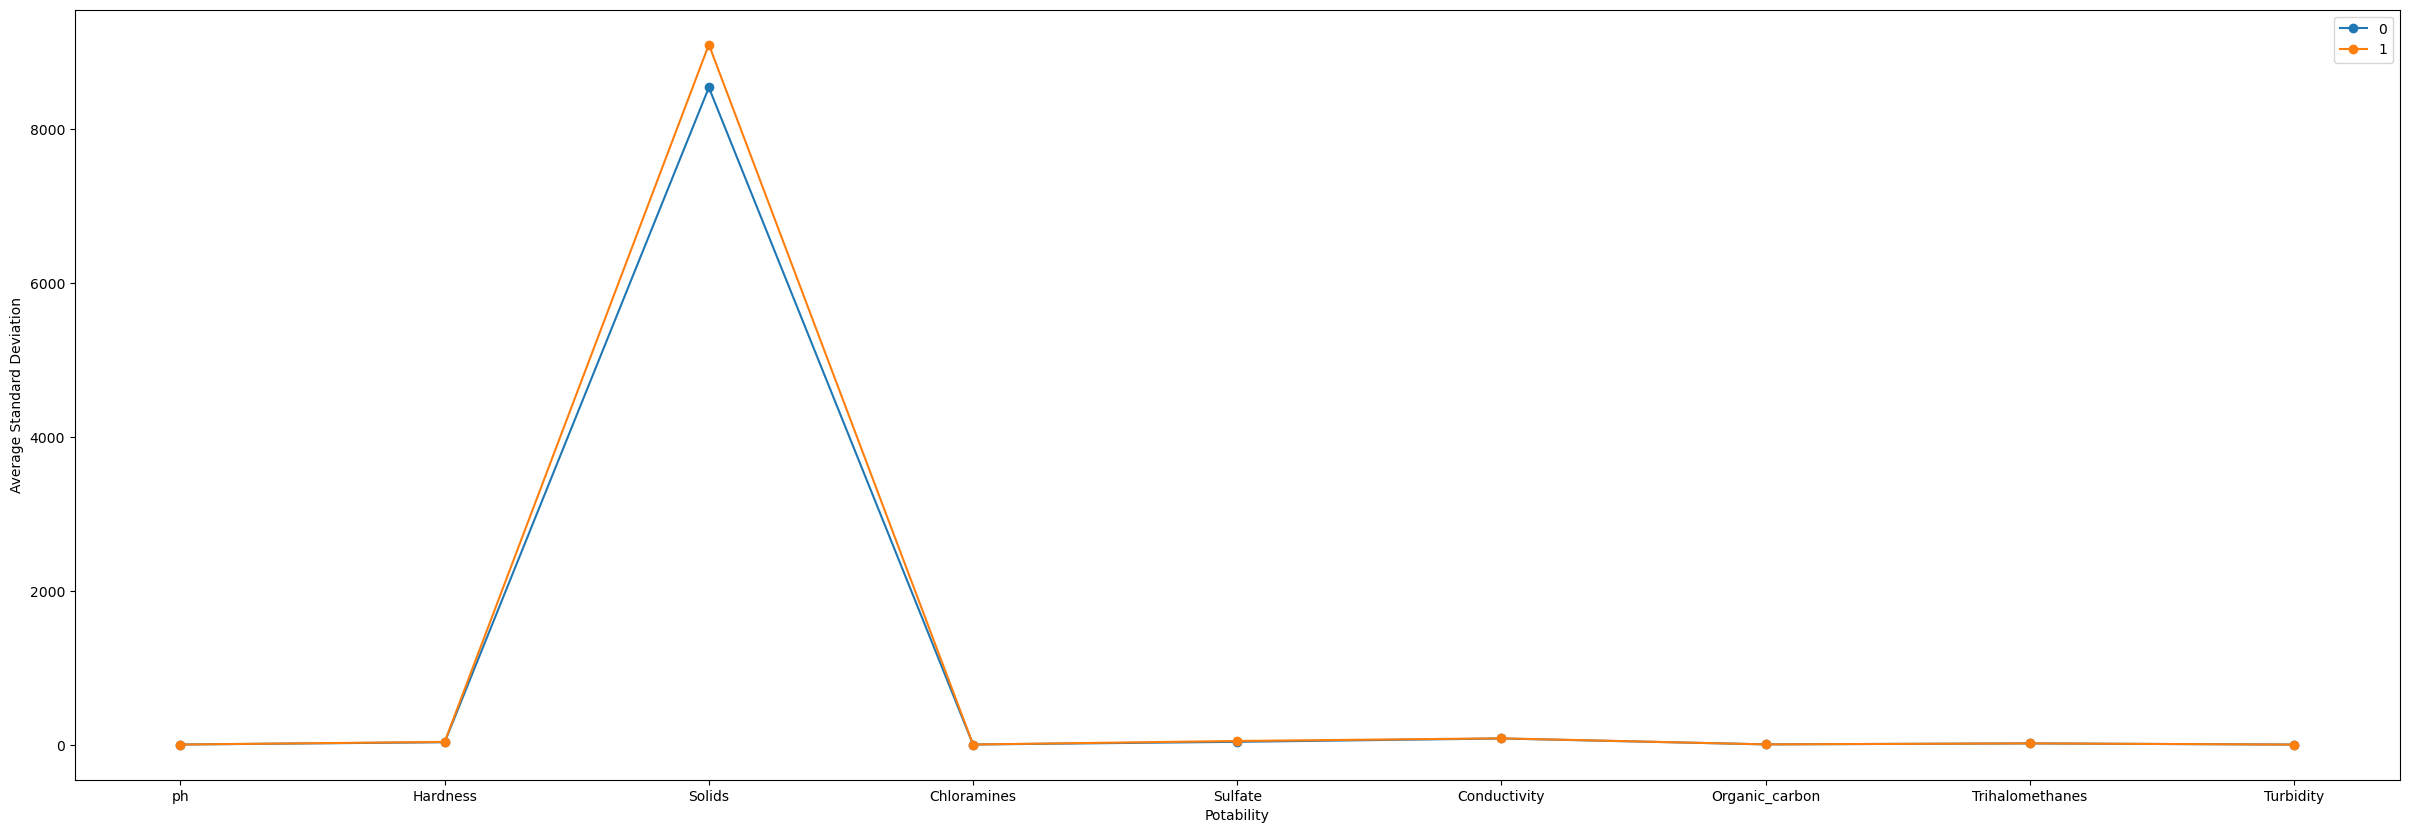 0
1
8000
6000
4000
2000
0
Average Standard Deviation
ph Hardness Solids Chloramines Sulfate Conductivity Organic_carbon Trihalomethanes Turbidity
Potability